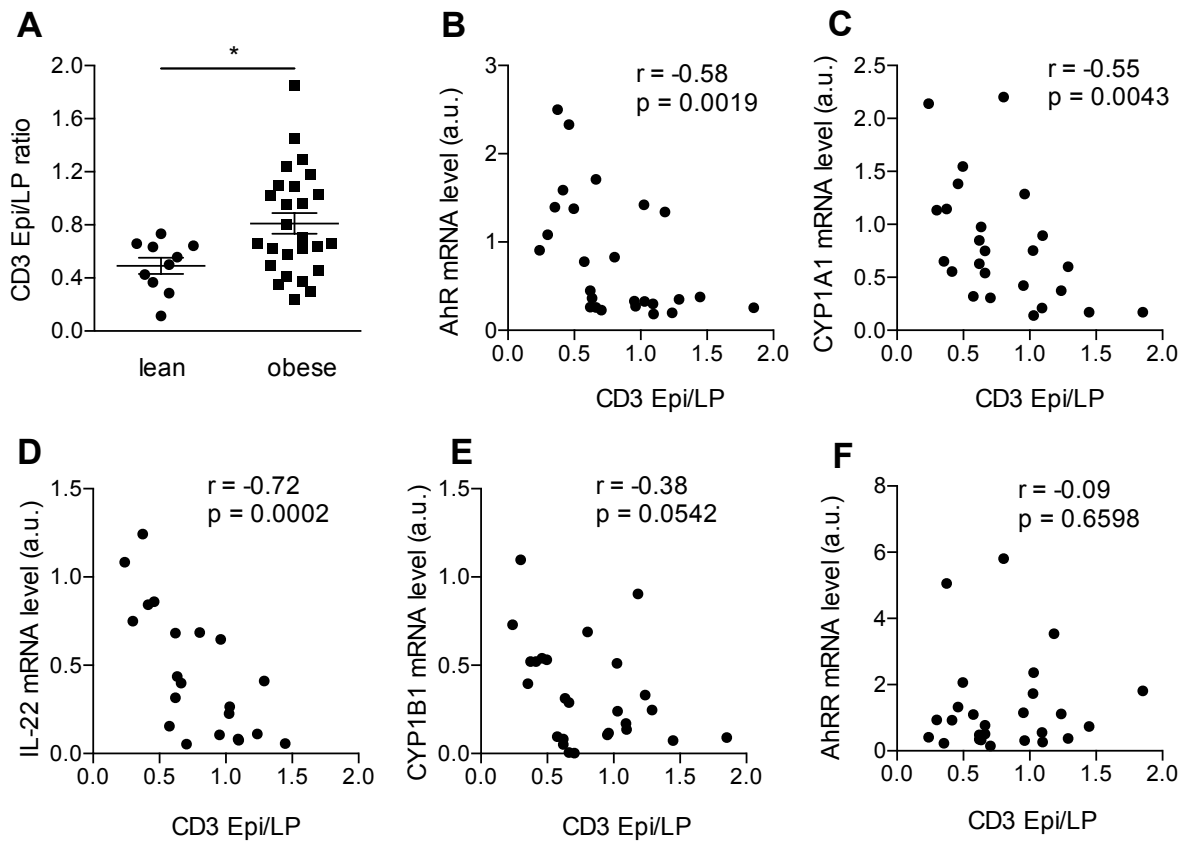 A
*
CD3 Epi/LP ratio
2.0
1.6
1.2
0.8
0.4
0.0
lean
obese
B
r = -0.58
p = 0.0019
AhR mRNA level (a.u.)
3
2
1
0
0.0 0.5 1.0 1.5 2.0
CD3 Epi/LP
C
r = -0.55
p = 0.0043
CYP1A1 mRNA level (a.u.)
2.5
2.0
1.5
1.0
0.5
0.0
0.0 0.5 1.0 1.5 2.0
CD3 Epi/LP
D
r = -0.72
p = 0.0002
IL-22 mRNA level (a.u.)
1.5
1.0
0.5
0.0
0.0 0.5 1.0 1.5 2.0
CD3 Epi/LP
E
r = -0.38
p = 0.0542
CYP1B1 mRNA level (a.u.)
1.5
1.0
0.5
0.0
0.0 0.5 1.0 1.5 2.0
CD3 Epi/LP
F
r = -0.09
p = 0.6598
AhRR mRNA level (a.u.)
8
6
4
2
0
0.0 0.5 1.0 1.5 2.0
CD3 Epi/LP